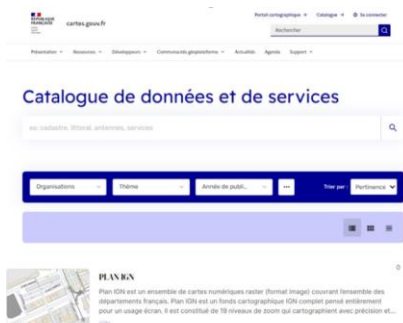 RÉPUBLIQUE
FRANÇAISE
cartes.gouv.fr
Portail cartographique
Catalogue
Se connecter
Rechercher
Présentation
Ressources
Développeurs
Communautés géoplateforme
Actualités
Agenda
Support
Catalogue de données et de services
ex: cadastre, littoral, antennes, services
Organisations
Thème
Année de publi...
...
Trier par :
Pertinence
PLAN IGN
Plan IGN est un ensemble de cartes numériques raster (format image) couvrant l'ensemble des
départements français. Plan IGN est un fonds cartographique IGN complet pensé entièrement
pour un usage écran. Il est constitué de 19 niveaux de zoom qui cartographient avec précision et...